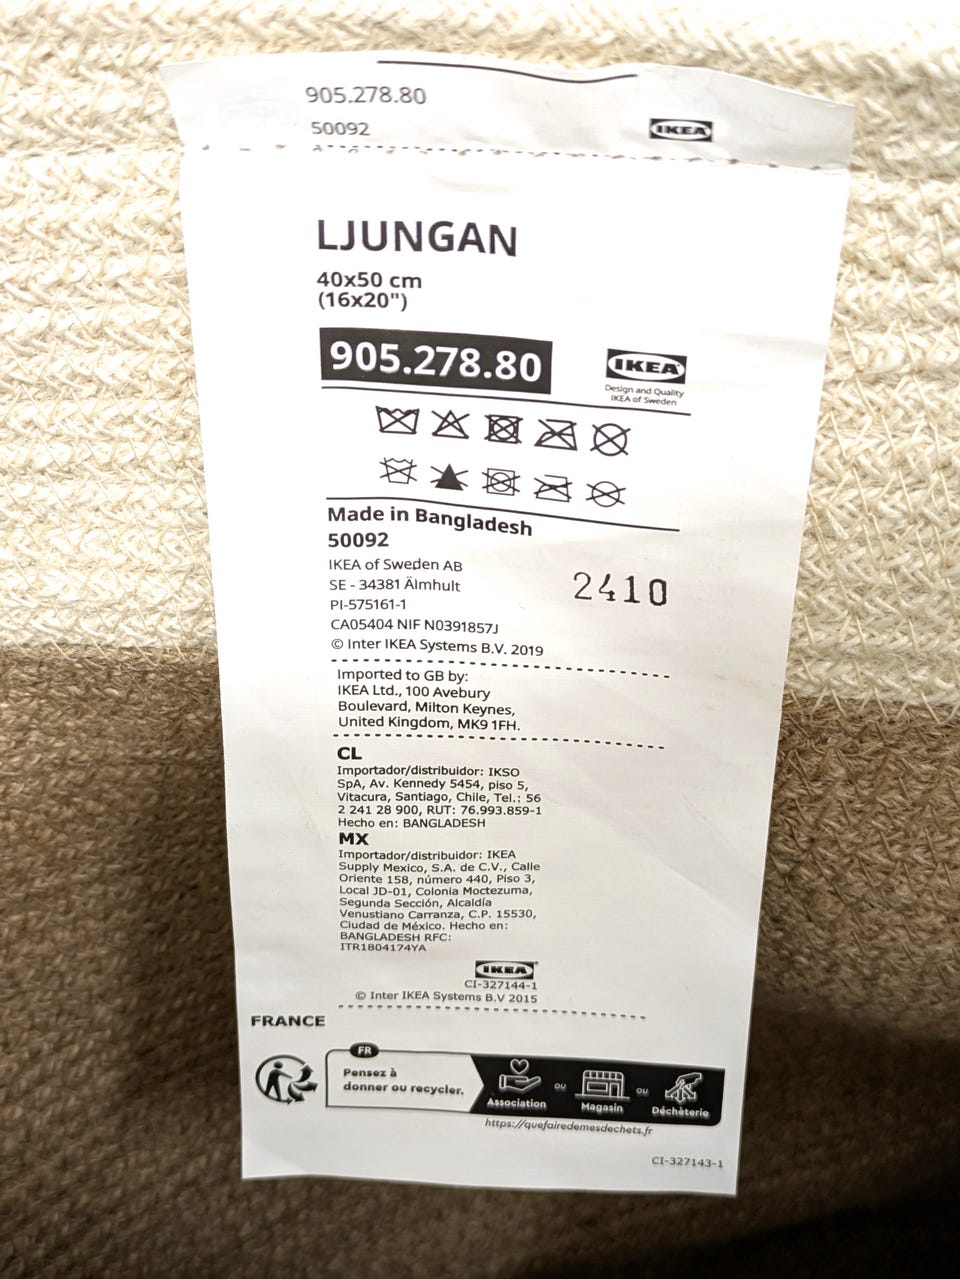 905.278.80
50092
IKEA
LJUNGAN
40x50 cm
(16x20")
905.278.80
IKEA
Design and Quality
IKEA of Sweden
Made in Bangladesh
50092
IKEA of Sweden AB
SE - 34381 Älmhult
PI-575161-1
CA05404 NIF N0391857J
© Inter IKEA Systems B.V. 2019
2410
Imported to GB by:
IKEA Ltd., 100 Avebury
Boulevard, Milton Keynes,
United Kingdom, MK9 1FH.
CL
Importador/distribuidor: IKSO
SpA, Av. Kennedy 5454, piso 5,
Vitacura, Santiago, Chile, Tel.: 56
2 241 28 900, RUT: 76.993.859-1
Hecho en: BANGLADESH
MX
Importador/distribuidor: IKEA
Supply Mexico, S.A. de C.V., Calle
Oriente 158, número 440, Piso 3,
Local JD-01, Colonia Moctezuma,
Segunda Sección, Alcaldía
Venustiano Carranza, C.P. 15530,
Ciudad de México. Hecho en:
BANGLADESH RFC:
ITR1804174YA
IKEA®
CI-327144-1
© Inter IKEA Systems B.V 2015
FRANCE
FR
Pensez à
donner ou recycler.
Association
ou
Magasin
ou
Déchèterie
https://quefairedemesdechets.fr
CI-327143-1